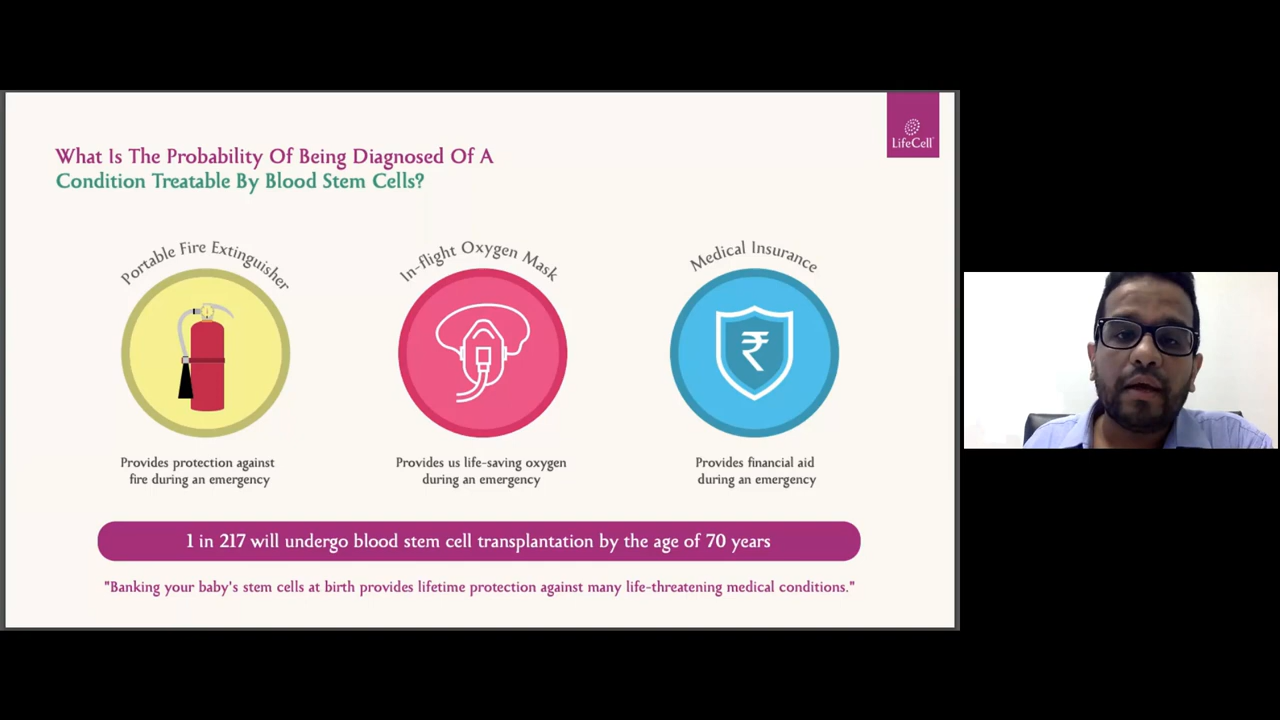 LifeCell
What Is The Probability Of Being Diagnosed Of A
Condition Treatable By Blood Stem Cells?
Portable Fire Extinguisher
In-flight Oxygen Mask
Medical Insurance
₹
Provides protection against
fire during an emergency
Provides us life-saving oxygen
during an emergency
Provides financial aid
during an emergency
1 in 217 will undergo blood stem cell transplantation by the age of 70 years
"Banking your baby's stem cells at birth provides lifetime protection against many life-threatening medical conditions."